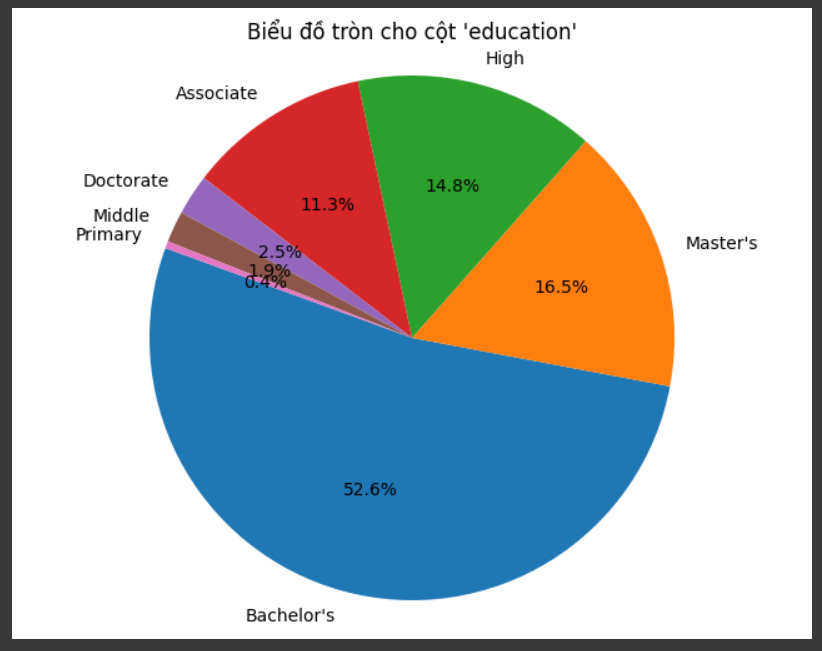 Biểu đồ tròn cho cột 'education'
High
Associate
Doctorate
Middle
Primary
Master's
Bachelor's
14.8%
11.3%
2.5%
1.9%
0.4%
16.5%
52.6%